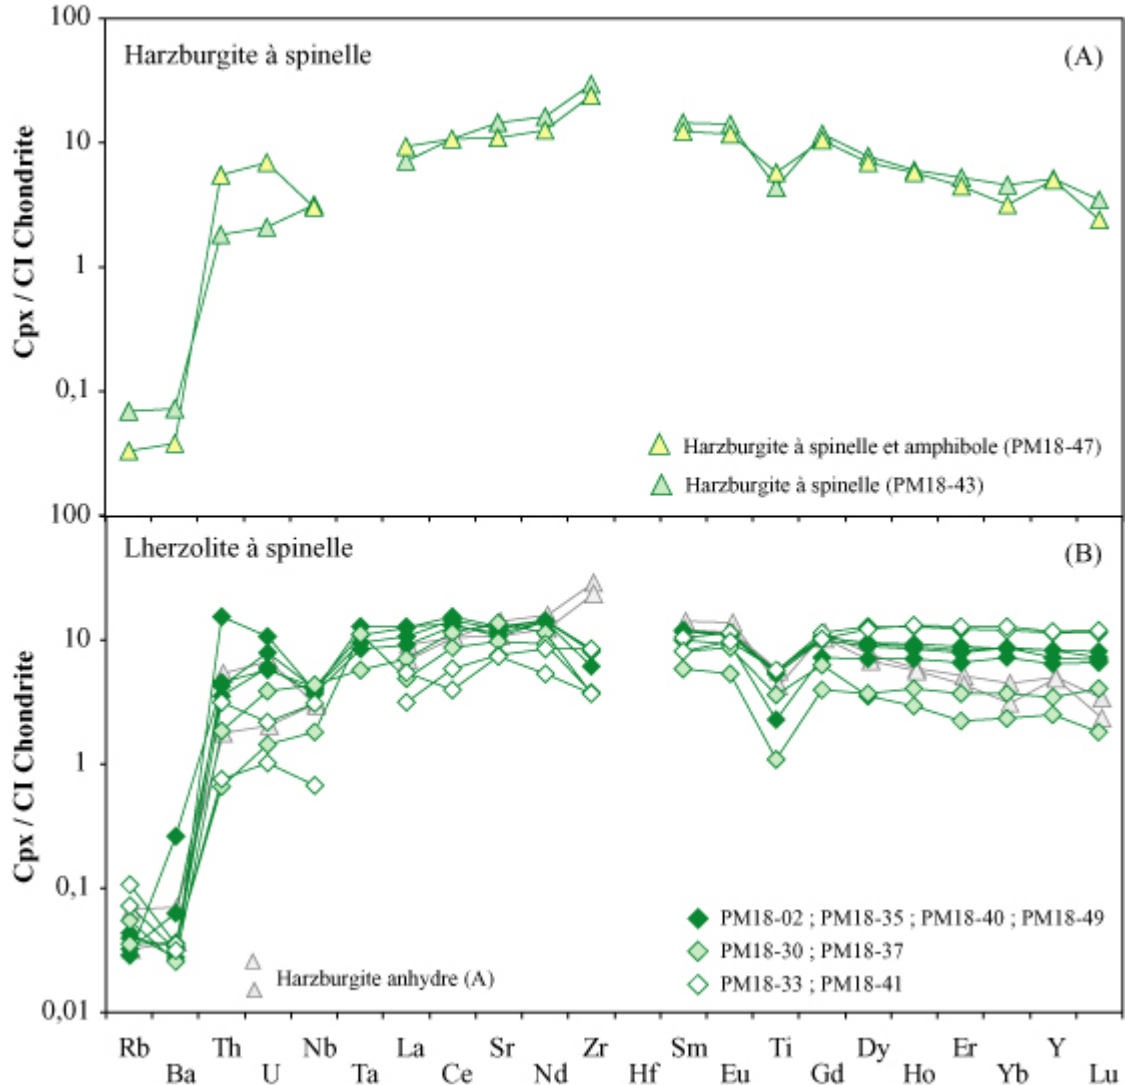 100
Harzburgite à spinelle
(A)
10
Cpx / CI Chondrite
1
0,1
Harzburgite à spinelle et amphibole (PM18-47)
Harzburgite à spinelle (PM18-43)
100
Lherzolite à spinelle
(B)
10
Cpx / CI Chondrite
1
0,1
PM18-02 ; PM18-35 ; PM18-40 ; PM18-49
PM18-30 ; PM18-37
Harzburgite anhydre (A)
PM18-33 ; PM18-41
0,01
Rb Th Nb La Sr Zr Sm Ti Dy Er Y
Ba U Ta Ce Nd Hf Eu Gd Ho Yb Lu